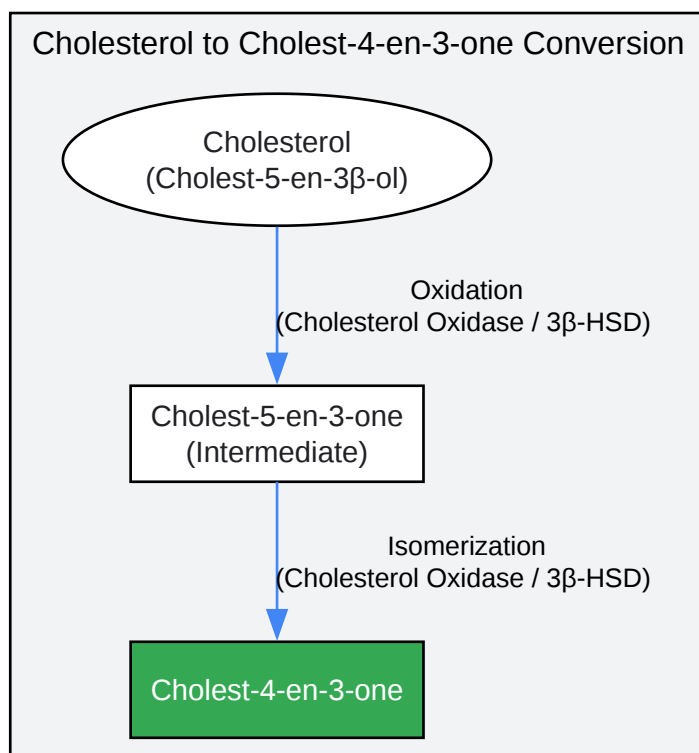 Cholesterol to Cholest-4-en-3-one Conversion
Cholesterol
(Cholest-5-en-3β-ol)
Oxidation
(Cholesterol Oxidase / 3β-HSD)
Cholest-5-en-3-one
(Intermediate)
Isomerization
(Cholesterol Oxidase / 3β-HSD)
Cholest-4-en-3-one